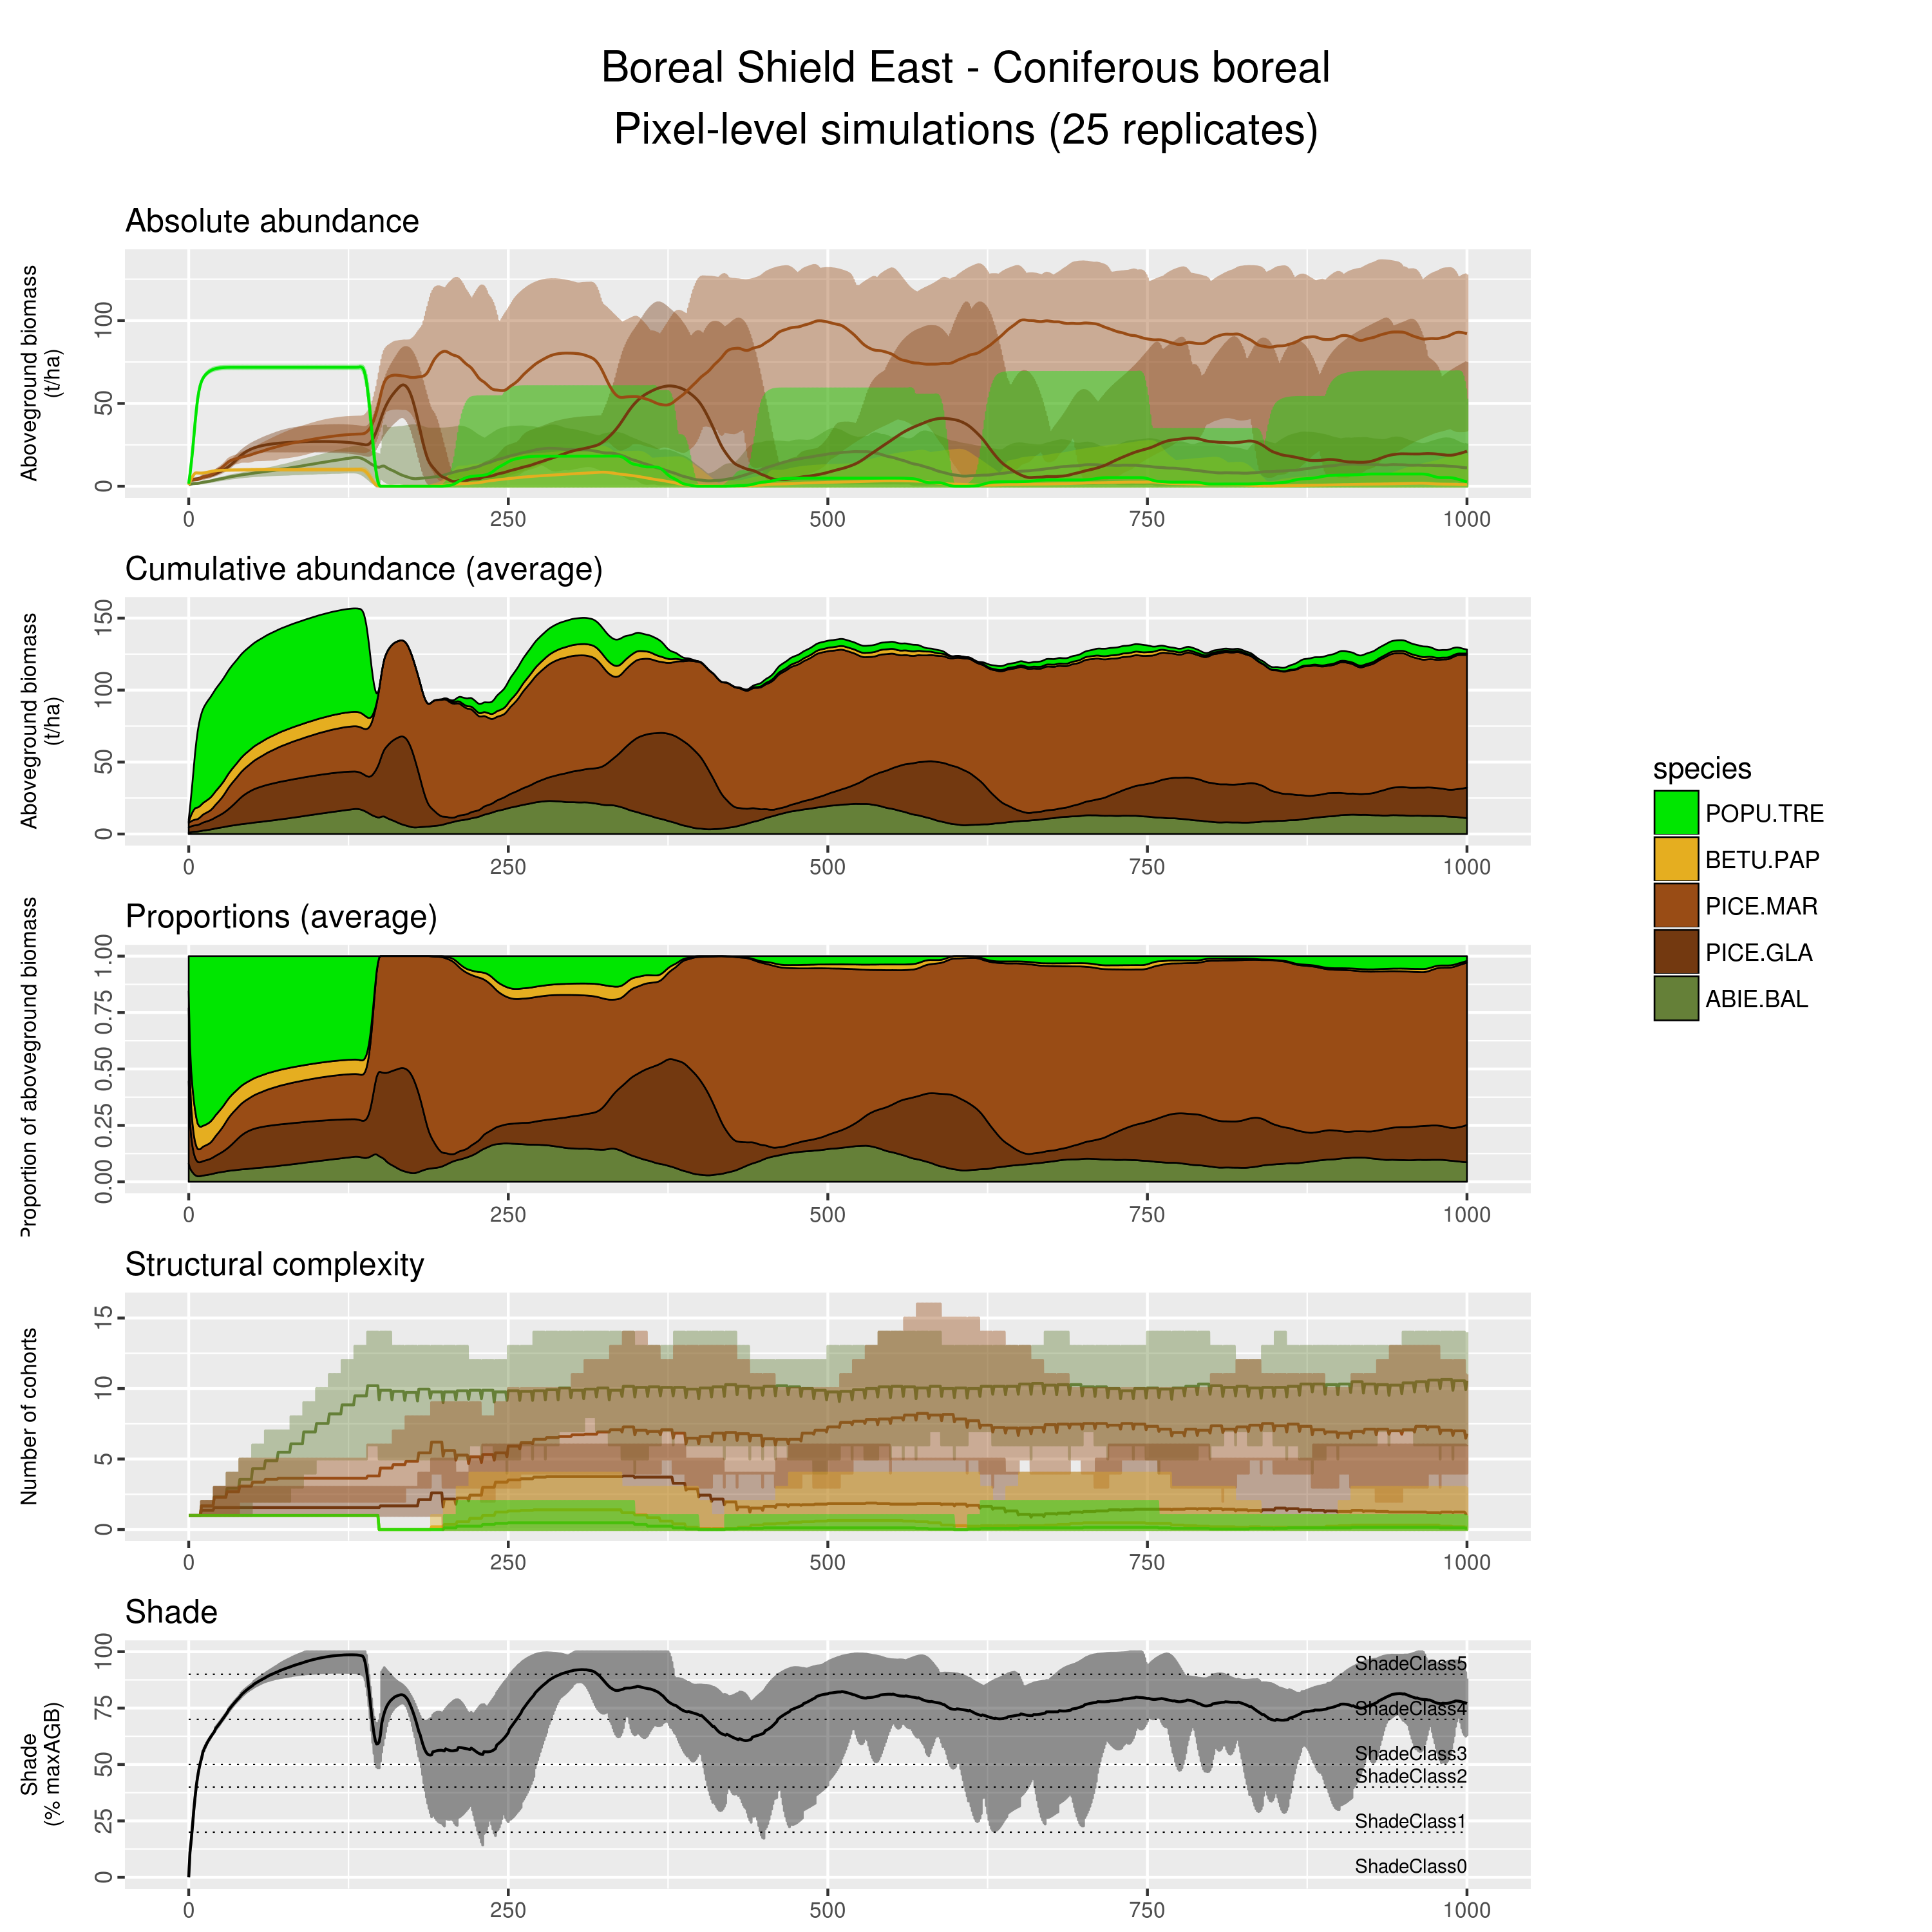 Boreal Shield East - Coniferous boreal
Pixel-level simulations (25 replicates)
Absolute abundance
Aboveground biomass
(t/ha)
100
50
0
0 250 500 750 1000
Cumulative abundance (average)
Aboveground biomass
(t/ha)
150
100
50
0
0 250 500 750 1000
Proportions (average)
Proportion of aboveground biomass
1.00
0.75
0.50
0.25
0.00
0 250 500 750 1000
Structural complexity
Number of cohorts
15
10
5
0
0 250 500 750 1000
Shade
Shade
(% maxAGB)
100
75
50
25
0
ShadeClass5
ShadeClass4
ShadeClass3
ShadeClass2
ShadeClass1
ShadeClass0
0 250 500 750 1000
species
POPU.TRE
BETU.PAP
PICE.MAR
PICE.GLA
ABIE.BAL